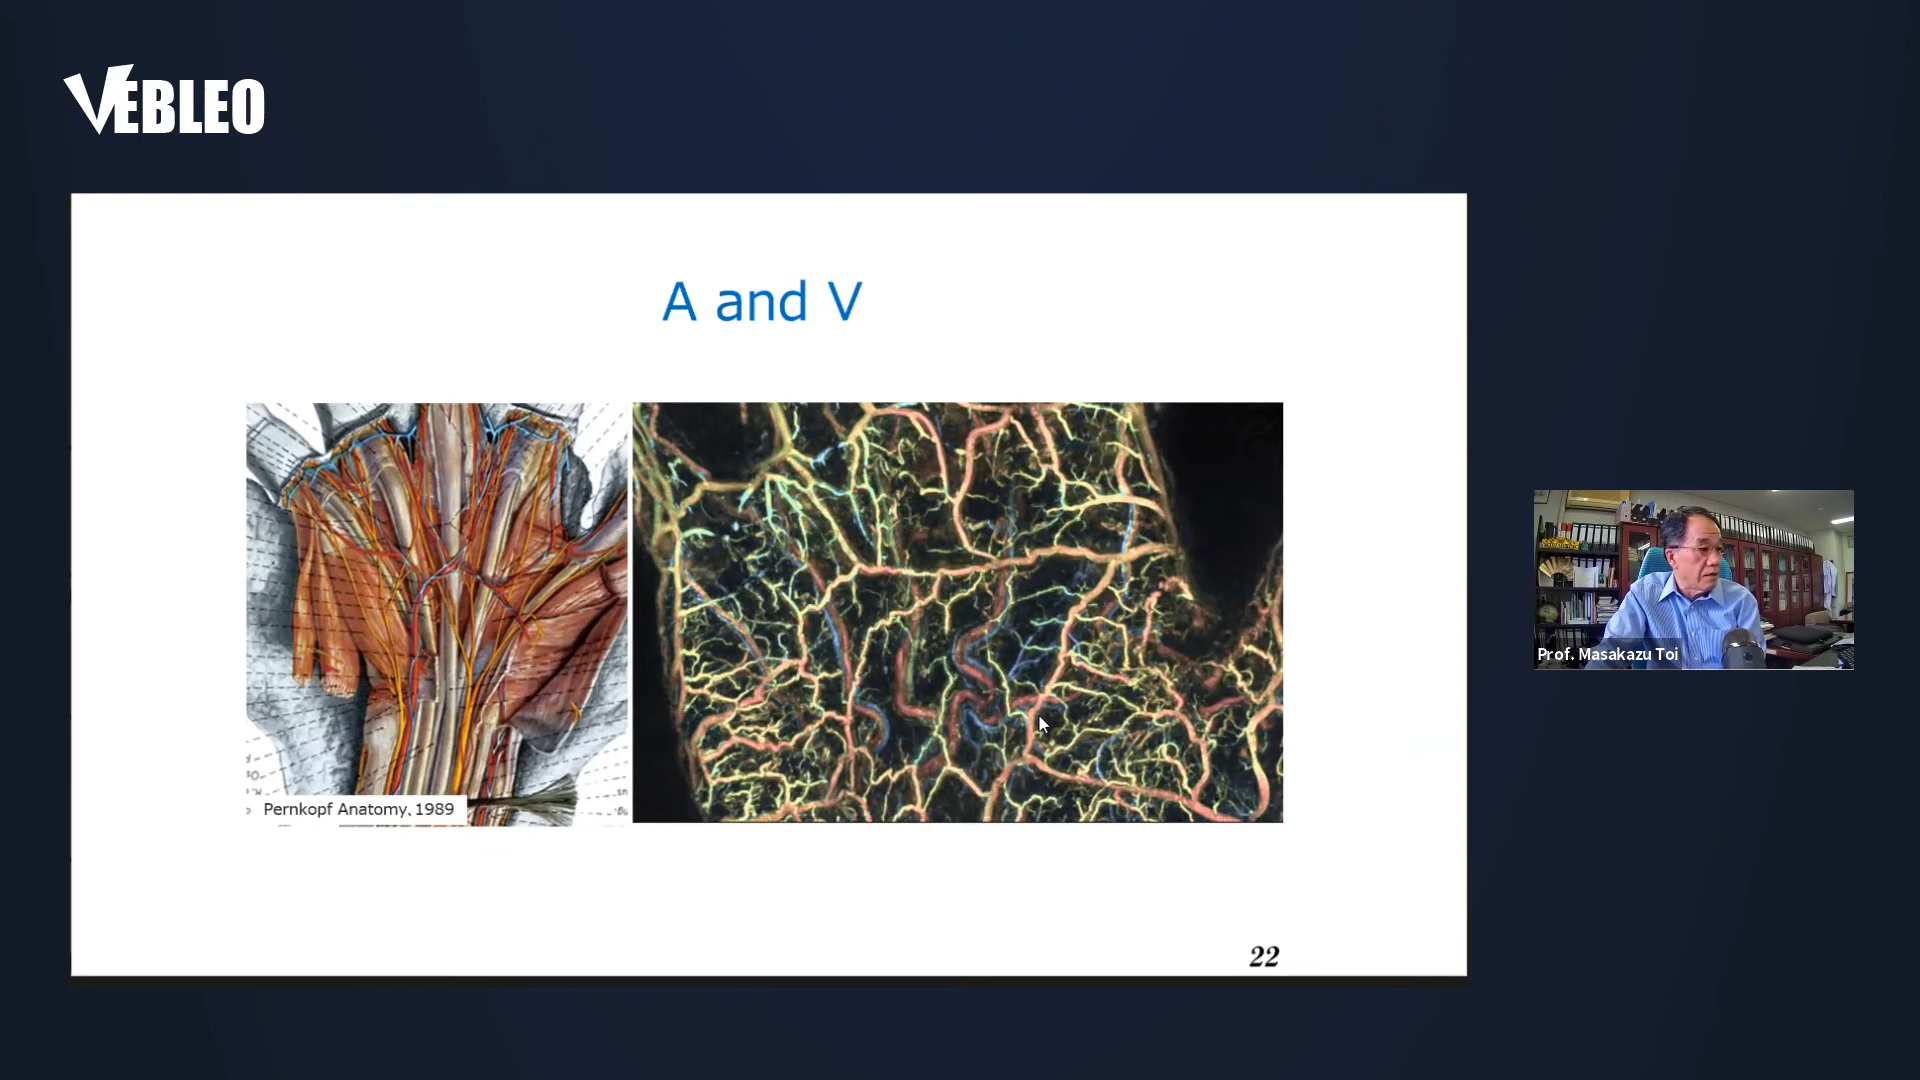 VEBLEO
A and V
Pernkopf Anatomy、1989
Prof. Masakazu Toi
22